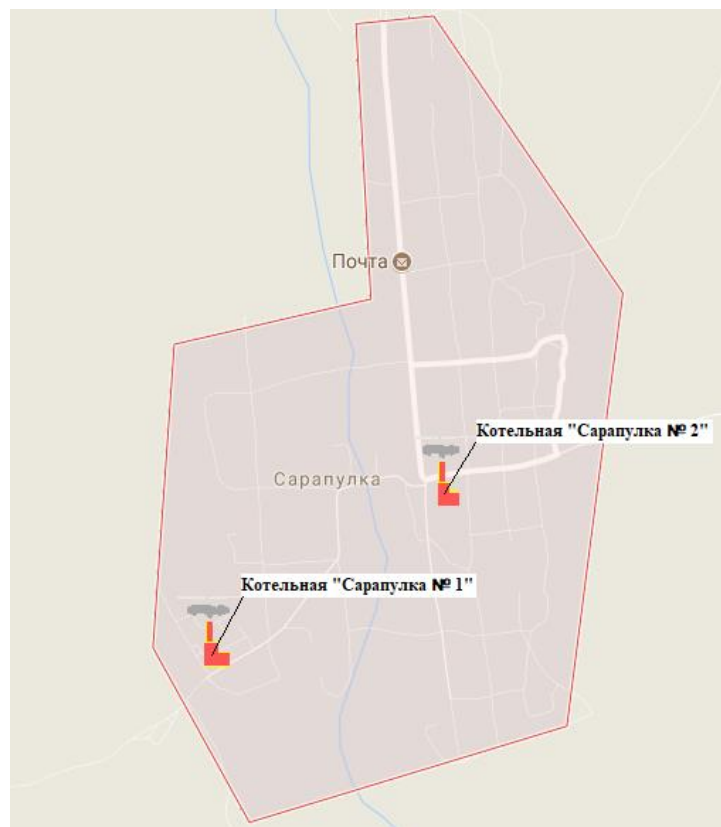 Почта
Котельная "Сарапулка № 2"
Сарапулка
Котельная "Сарапулка № 1"